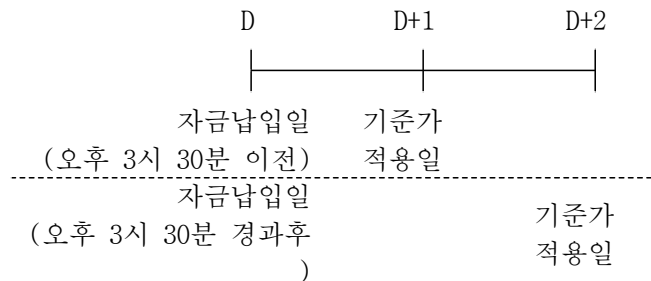 D D+1 D+2
자금납입일 기준가
(오후 3시 30분 이전) 적용일
자금납입일
(오후 3시 30분 경과후
)
기준가
적용일